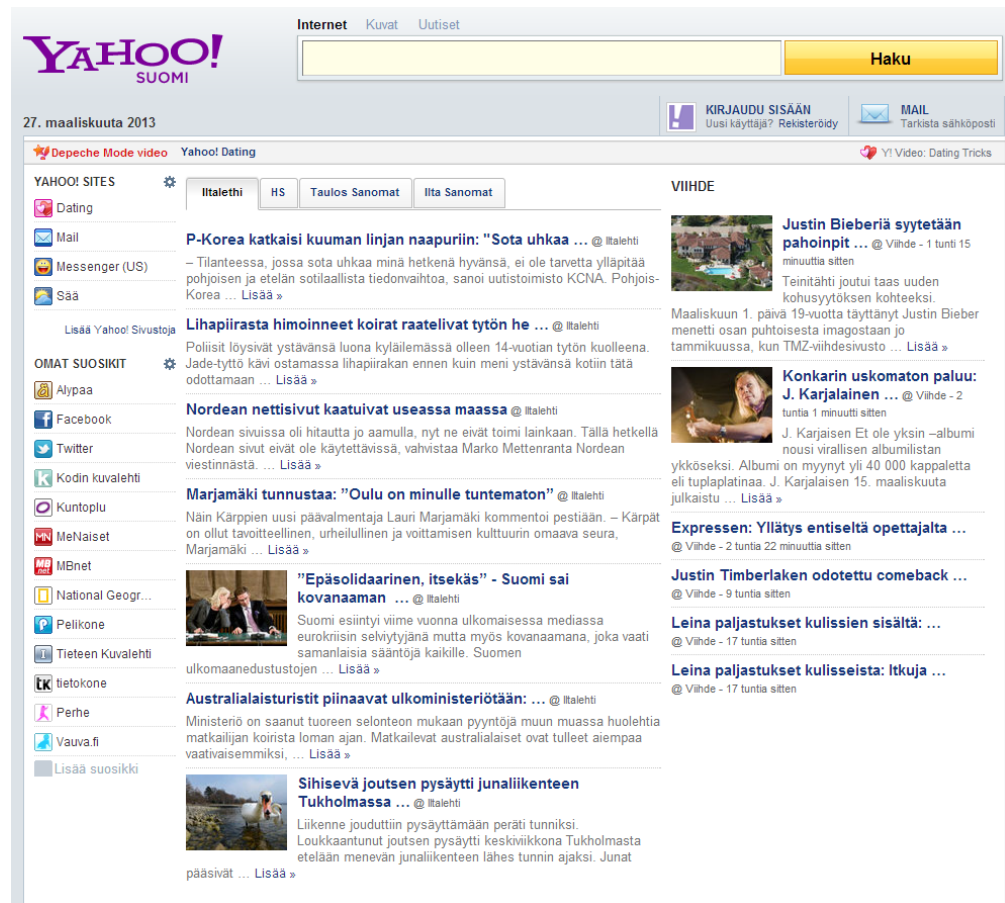 Internet Kuvat Uutiset
YAHOO!
SUOMI
Haku
27. maaliskuuta 2013
KIRJAUDU SISÄÄN
Uusi käyttäjä? Rekisteröidy
MAIL
Tarkista sähköposti
Depeche Mode video Yahoo! Dating
Y! Video: Dating Tricks
YAHOO! SITES
Dating
Mail
Messenger (US)
Sää
Lisää Yahoo! Sivustoja
OMAT SUOSIKIT
Alypaa
Facebook
Twitter
Kodin kuvalehti
Kuntoplu
MeNaiset
MBnet
National Geogr...
Pelikone
Tieteen Kuvalehti
tietokone
Perhe
Vauva.fi
Lisää suosikki
Iltalethi HS Taulos Sanomat Ilta Sanomat
P-Korea katkaisi kuuman linjan naapuriin: "Sota uhkaa … @ Iltalehti
– Tilanteessa, jossa sota uhkaa minä hetkenä hyvänsä, ei ole tarvetta ylläpitää
pohjoisen ja etelän sotilaallista tiedonvaihtoa, sanoi uutistoimisto KCNA. Pohjois-
Korea … Lisää »
Lihapiirasta himoinneet koirat raatelivat tytön he … @ Iltalehti
Poliisit löysivät ystävänsä luona kyläilemässä olleen 14-vuotian tytön kuolleena.
Jade-tyttö kävi ostamassa lihapiirakan ennen kuin meni ystävänsä kotiin tätä
odottamaan … Lisää »
Nordean nettisivut kaatuivat useassa maassa @ Iltalehti
Nordean sivuissa oli hitautta jo aamulla, nyt ne eivät toimi lainkaan. Tällä hetkellä
Nordean sivut eivät ole käytettävissä, vahvistaa Marko Mettenranta Nordean
viestinnästä. … Lisää »
Marjamäki tunnustaa: ”Oulu on minulle tuntematon” @ Iltalehti
Näin Kärppien uusi päävalmentaja Lauri Marjamäki kommentoi pestiään. – Kärpät
on ollut tavoitteellinen, urheilullinen ja voittamisen kulttuurin omaava seura,
Marjamäki … Lisää »
”Epäsolidaarinen, itsekäs” - Suomi sai
kovanaaman … @ Iltalehti
Suomi esiintyi viime vuonna ulkomaisessa mediassa
eurokriisin selviytyjänä mutta myös kovanaamana, joka vaati
samanlaisia sääntöjä kaikille. Suomen
ulkomaanedustustojen … Lisää »
Australialaisturistit piinaavat ulkoministeriötään: … @ Iltalehti
Ministeriö on saanut tuoreen selonteon mukaan pyyntöjä muun muassa huolehtia
matkailijan koirista loman ajan. Matkailevat australialaiset ovat tulleet aiempaa
vaativaisemmiksi, … Lisää »
Sihisevä joutsen pysäytti junaliikenteen
Tukholmassa … @ Iltalehti
Liikenne jouduttiin pysäyttämään peräti tunniksi.
Loukkaantunut joutsen pysäytti keskiviikkona Tukholmasta
etelään menevän junaliikenteen lähes tunnin ajaksi. Junat
pääsivät … Lisää »
VIIHDE
Justin Bieberiä syytetään
pahoinpit … @ Viihde - 1 tunti 15
minuuttia sitten
Teinitähti joutui taas uuden
kohusyytöksen kohteeksi.
Maaliskuun 1. päivä 19-vuotta täyttänyt Justin Bieber
menetti osan puhtoisesta imagostaan jo
tammikuussa, kun TMZ-viihdesivusto … Lisää »
Konkarin uskomaton paluu:
J. Karjalainen … @ Viihde - 2
tuntia 1 minuutti sitten
J. Karjaisen Et ole yksin –albumi
nousi virallisen albumilistan
ykköseksi. Albumi on myynyt yli 40 000 kappaletta
eli tuplaplatinaa. J. Karjalaisen 15. maaliskuuta
julkaistu … Lisää »
Expressen: Yllätys entiseltä opettajalta …
@ Viihde - 2 tuntia 22 minuuttia sitten
Justin Timberlaken odotettu comeback …
@ Viihde - 9 tuntia sitten
Leina paljastukset kulissien sisältä: …
@ Viihde - 17 tuntia sitten
Leina paljastukset kulisseista: Itkuja …
@ Viihde - 17 tuntia sitten